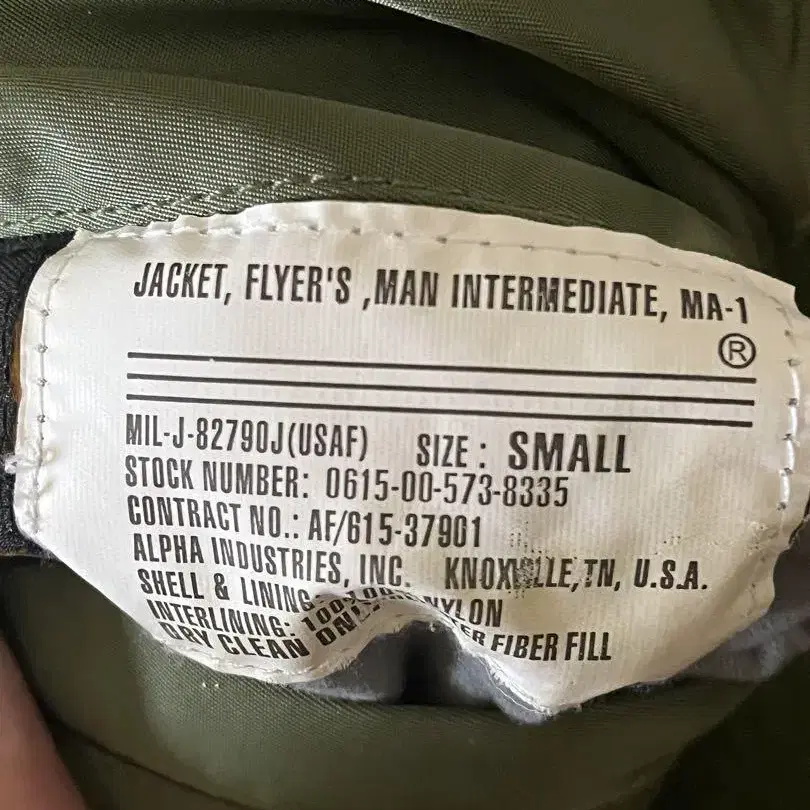 JACKET, FLYER'S ,MAN INTERMEDIATE, MA-1
®
MIL-J-82790J(USAF) SIZE: SMALL
STOCK NUMBER: 0615-00-573-8335
CONTRACT NO.: AF/615-37901
ALPHA INDUSTRIES, INC. KNOXVILLE,TN, U.S.A.
SHELL & LINING: NYLON
INTERLINING: FIBER FILL
DRY CLEAN ONLY